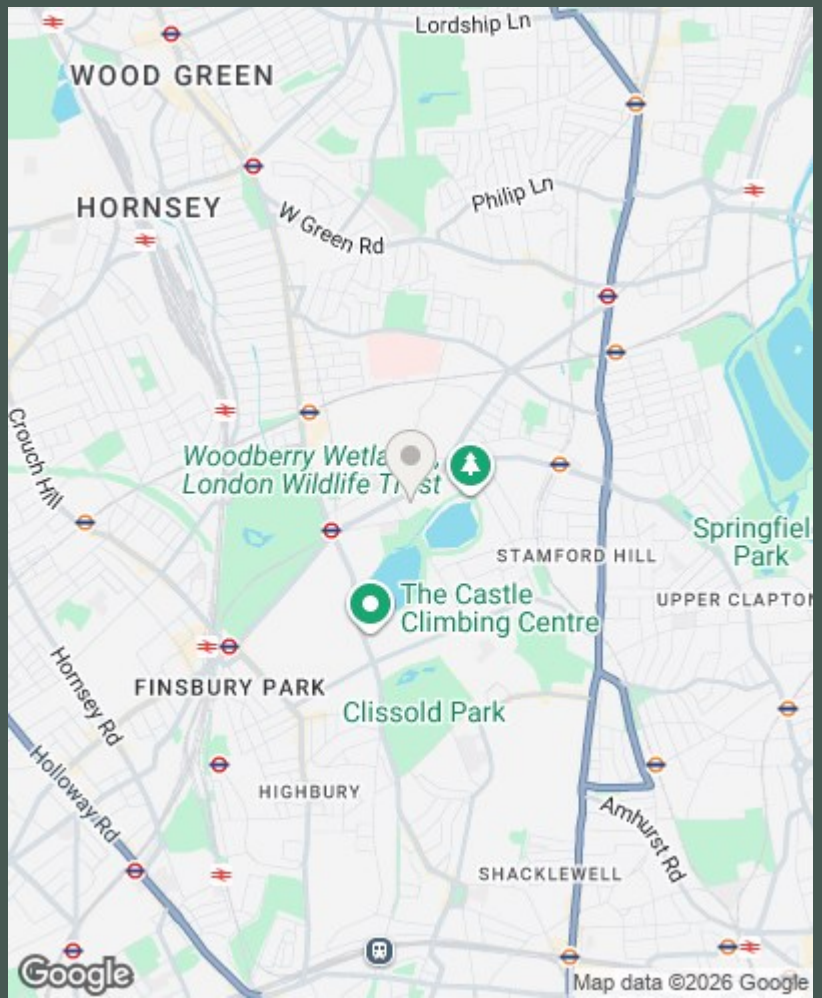 Lordship Ln
WOOD GREEN
HORNSEY
Philip Ln
W Green Rd
Crouch Hill
Woodberry Wetla
London Wildlife T st
STAMFORD HILL
Springfiel
Park
The Castle
Climbing Centre
UPPER CLAPTON
Hornsey Rd
FINSBURY PARK
Clissold Park
Holloway Rd
HIGHBURY
Amhurst Rd
SHACKLEWELL
Google
Map data ©2026 Google